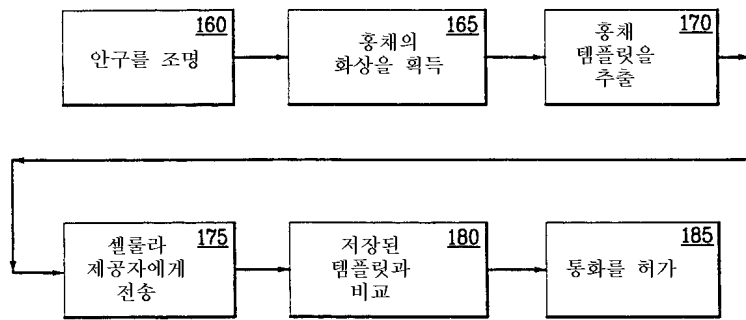 160
안구를 조명
165
홍채의
화상을 획득
170
홍채
템플릿을
추출
175
셀룰라
제공자에게
전송
180
저장된
템플릿과
비교
185
통화를 허가